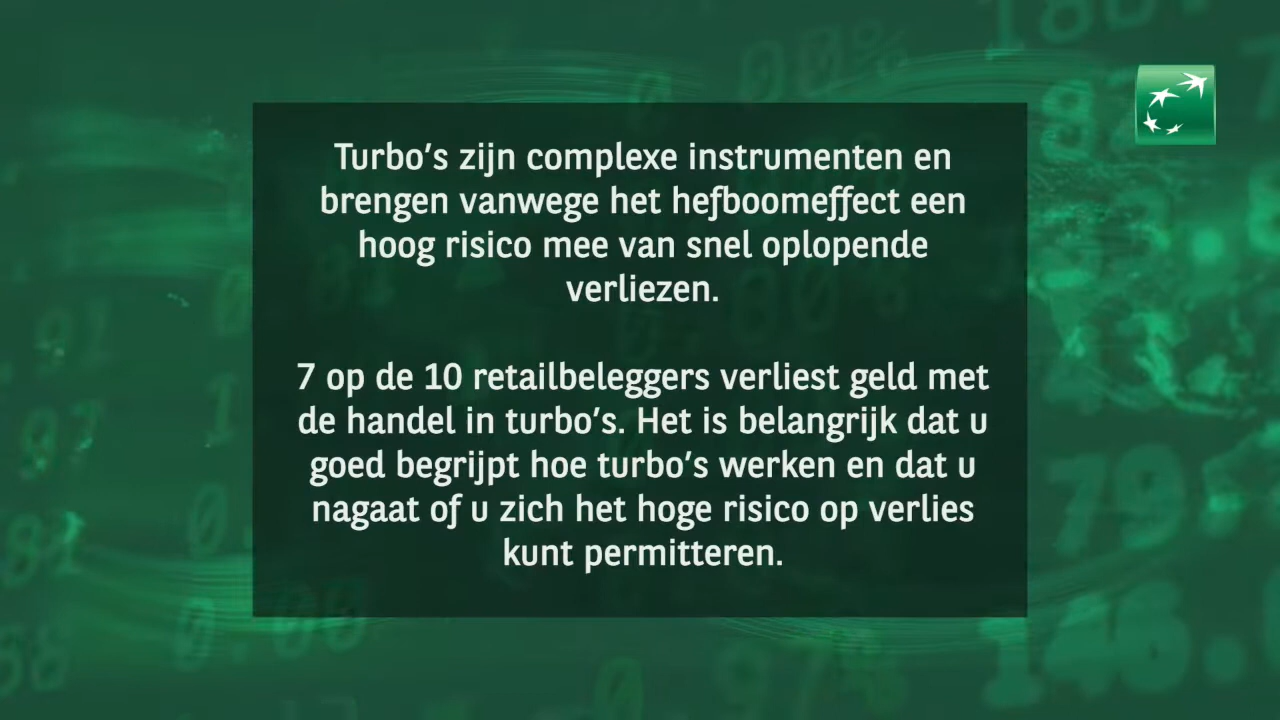 Turbo's zijn complexe instrumenten en
brengen vanwege het hefboomeffect een
hoog risico mee van snel oplopende
verliezen.
7 op de 10 retailbeleggers verliest geld met
de handel in turbo's. Het is belangrijk dat u
goed begrijpt hoe turbo's werken en dat u
nagaat of u zich het hoge risico op verlies
kunt permitteren.